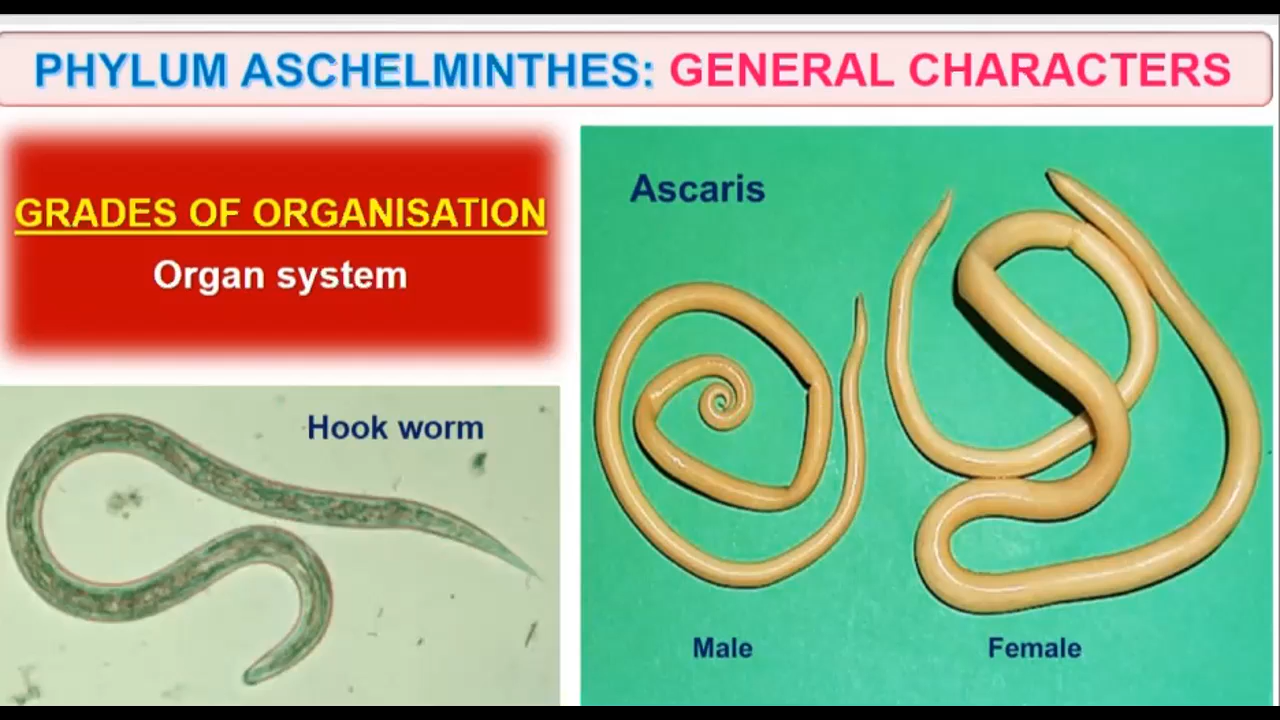 PHYLUM ASCHELMINTHES: GENERAL CHARACTERS
GRADES OF ORGANISATION
Organ system
Hook worm
Ascaris
Male
Female